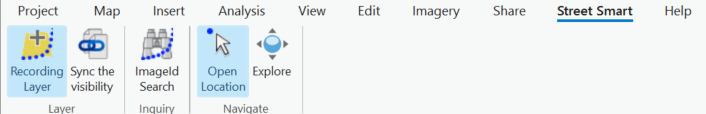 Project Map Insert Analysis View Edit Imagery Share Street Smart Help
Recording Sync the ImageId Open Explore
Layer visibility Search Location
Layer Inquiry Navigate